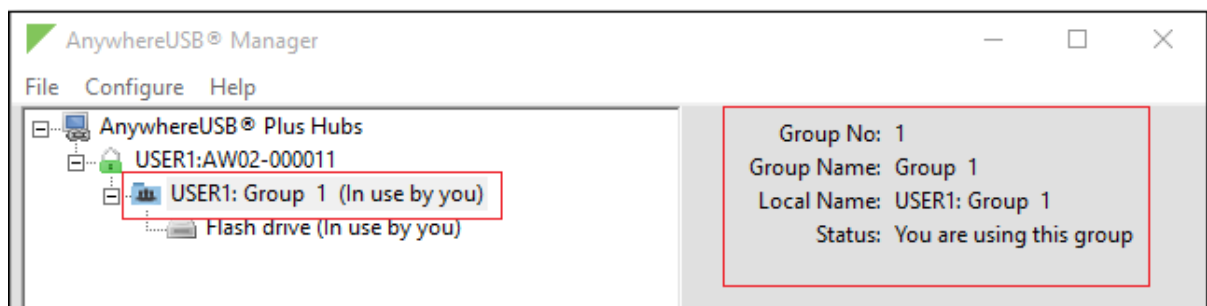 AnywhereUSB® Manager
File Configure Help
AnywhereUSB® Plus Hubs
USER1:AW02-000011
USER1: Group 1 (In use by you)
Flash drive (In use by you)
Group No: 1
Group Name: Group 1
Local Name: USER1: Group 1
Status: You are using this group